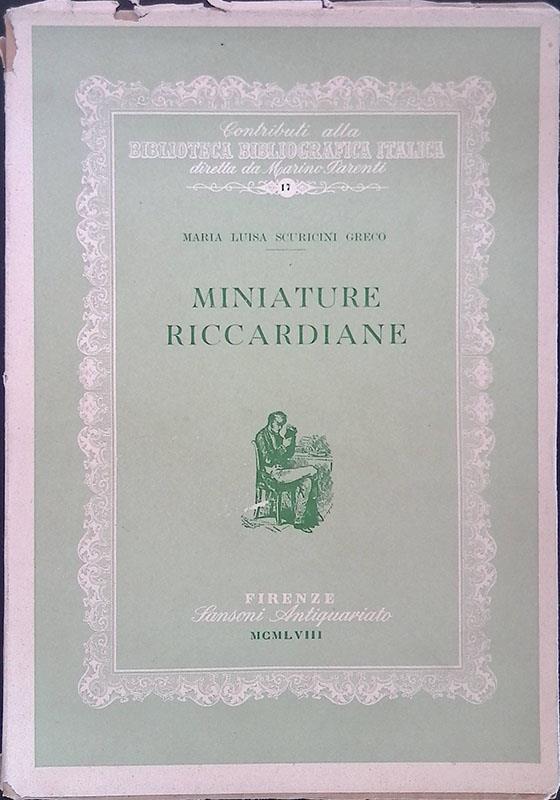 Contributi alla
BIBLIOTECA BIBLIOGRAFICA ITALICA
diretta da Marino Parenti
17
MARIA LUISA SCURICINI GRECO
MINIATURE
RICCARDIANE
FIRENZE
Sansoni Antiquariato
MCMLVIII